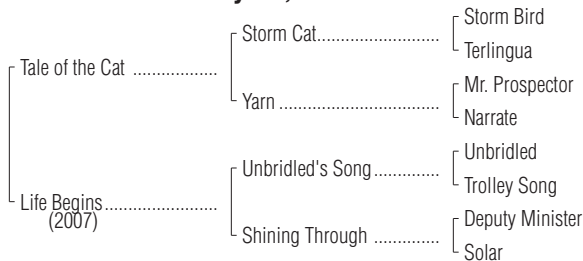 Storm Bird
Storm Cat
Terlingua
Tale of the Cat
Mr. Prospector
Yarn
Narrate
Unbridled
Unbridled's Song
Trolley Song
Life Begins
(2007)
Deputy Minister
Shining Through
Solar